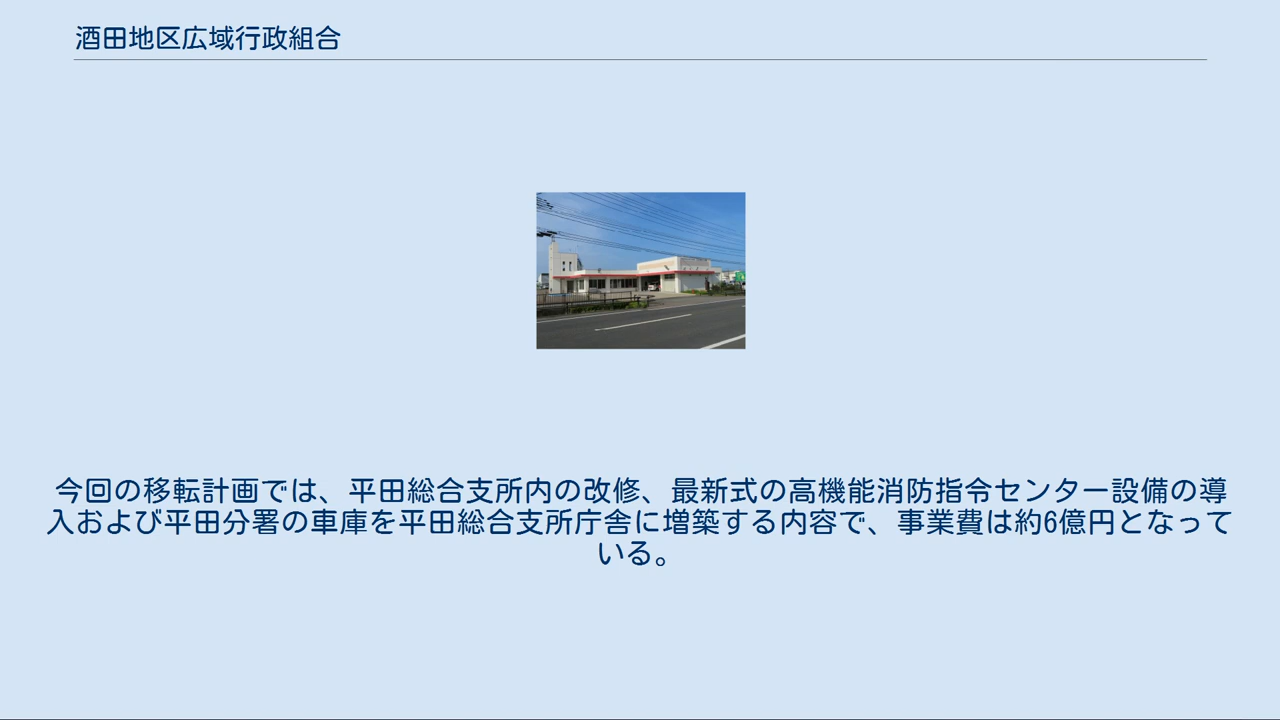 酒田地区広域行政組合
今回の移転計画では、平田総合支所内の改修、最新式の高機能消防指令センター設備の導
入および平田分署の車庫を平田総合支所庁舎に増築する内容で、事業費は約6億円となって
いる。